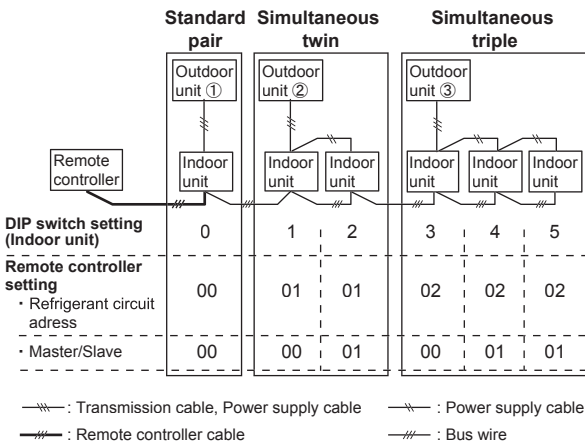 Standard pair
Simultaneous twin
Simultaneous triple
Outdoor unit ①
Outdoor unit ②
Outdoor unit ③
Remote controller
Indoor unit
Indoor unit
Indoor unit
Indoor unit
Indoor unit
Indoor unit
DIP switch setting (Indoor unit)
0 1 2 3 4 5
Remote controller setting
・Refrigerant circuit adress
00 01 01 02 02 02
・Master/Slave
00 00 01 00 01 01
: Transmission cable, Power supply cable
: Power supply cable
: Remote controller cable
: Bus wire